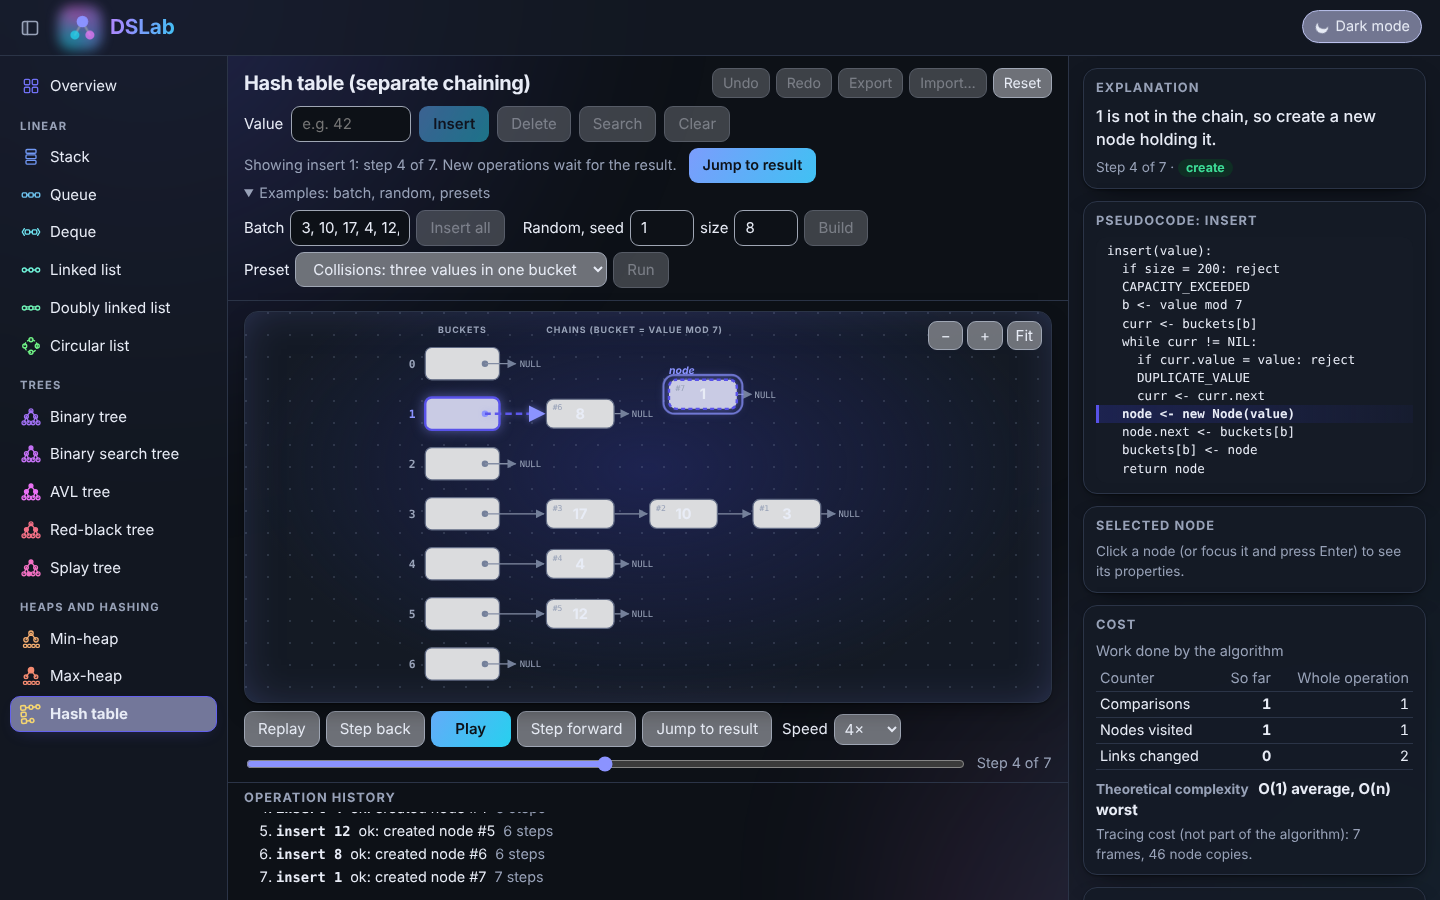 DSLab
Dark mode
Overview
LINEAR
Stack
Queue
Deque
Linked list
Doubly linked list
Circular list
TREES
Binary tree
Binary search tree
AVL tree
Red-black tree
Splay tree
HEAPS AND HASHING
Min-heap
Max-heap
Hash table
Hash table (separate chaining)
Undo Redo Export Import... Reset
Value e.g. 42 Insert Delete Search Clear
Showing insert 1: step 4 of 7. New operations wait for the result. Jump to result
▼ Examples: batch, random, presets
Batch 3, 10, 17, 4, 12, Insert all Random, seed 1 size 8 Build
Preset Collisions: three values in one bucket Run
BUCKETS CHAINS (BUCKET = VALUE MOD 7)
− + Fit
0 NULL
node
#7 1 NULL
1 #6 8 NULL
2 NULL
3 #3 17 #2 10 #1 3 NULL
4 #4 4 NULL
5 #5 12 NULL
6 NULL
Replay Step back Play Step forward Jump to result Speed 4×
Step 4 of 7
OPERATION HISTORY
5. insert 12 ok: created node #5 6 steps
6. insert 8 ok: created node #6 6 steps
7. insert 1 ok: created node #7 7 steps
EXPLANATION
1 is not in the chain, so create a new
node holding it.
Step 4 of 7 · create
PSEUDOCODE: INSERT
insert(value):
if size = 200: reject
CAPACITY_EXCEEDED
b <- value mod 7
curr <- buckets[b]
while curr != NIL:
if curr.value = value: reject
DUPLICATE_VALUE
curr <- curr.next
node <- new Node(value)
node.next <- buckets[b]
buckets[b] <- node
return node
SELECTED NODE
Click a node (or focus it and press Enter) to see
its properties.
COST
Work done by the algorithm
Counter So far Whole operation
Comparisons 1 1
Nodes visited 1 1
Links changed 0 2
Theoretical complexity O(1) average, O(n)
worst
Tracing cost (not part of the algorithm): 7
frames, 46 node copies.